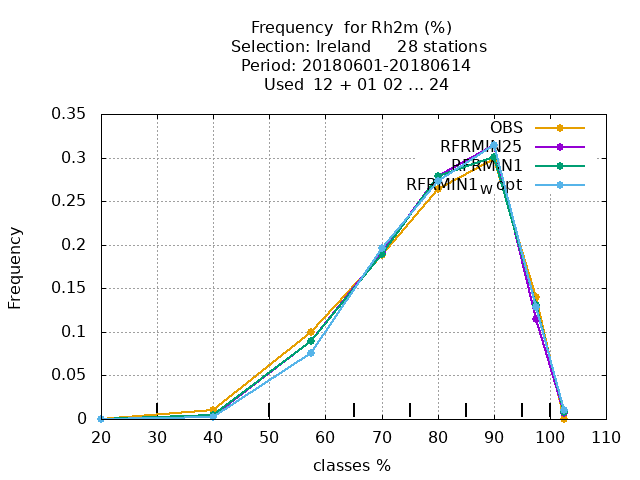 Frequency  for Rh2m (%)
Selection: Ireland     28 stations
Period: 20180601-20180614
Used  12 + 01 02 ... 24
0.35
0.3
0.25
0.2
0.15
0.1
0.05
0
Frequency
OBS
RFRMIN25
RFRMIN1
RFRMIN1_W opt
20 30 40 50 60 70 80 90 100 110
classes %